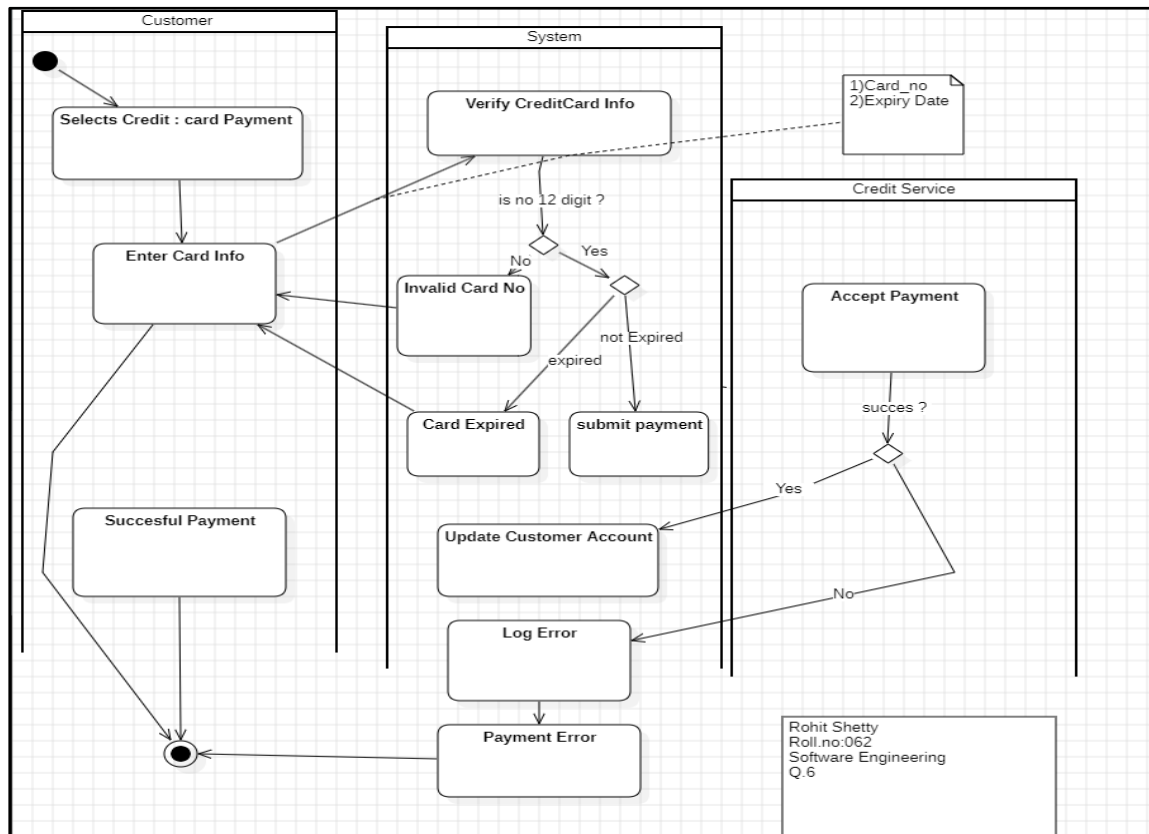 Customer
System
Selects Credit : card Payment
Verify CreditCard Info
1)Card_no
2)Expiry Date
Credit Service
is no 12 digit ?
Enter Card Info
No
Yes
Invalid Card No
Accept Payment
not Expired
expired
succes ?
Card Expired
submit payment
Yes
Succesful Payment
Update Customer Account
No
Log Error
Payment Error
Rohit Shetty
Roll.no:062
Software Engineering
Q.6